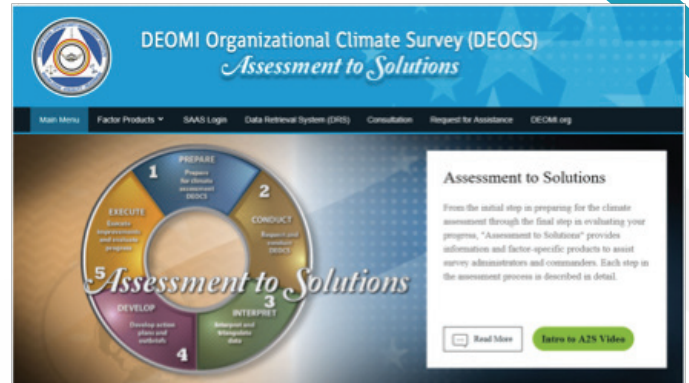 DEOMI Organizational Climate Survey (DEOCS)
Assessment to Solutions
Main Menu Factor Products SAAS Login Data Retrieval System (DRS) Consultation Request for Assistance DEOMI.org
PREPARE
Prepare
for climate
assessment
DEOCS
1
2
CONDUCT
Request and
conduct
DEOCS
EXECUTE
Execute
improvements
and evaluate
progress
5
Assessment to Solutions
3
INTERPRET
Interpret and
triangulate
data
DEVELOP
Develop action
plans and
outbriefs
4
Assessment to Solutions
From the initial step in preparing for the climate
assessment through the final step in evaluating your
progress, "Assessment to Solutions" provides
information and factor-specific products to assist
survey administrators and commanders. Each step in
the assessment process is described in detail.
Read More
Intro to A2S Video